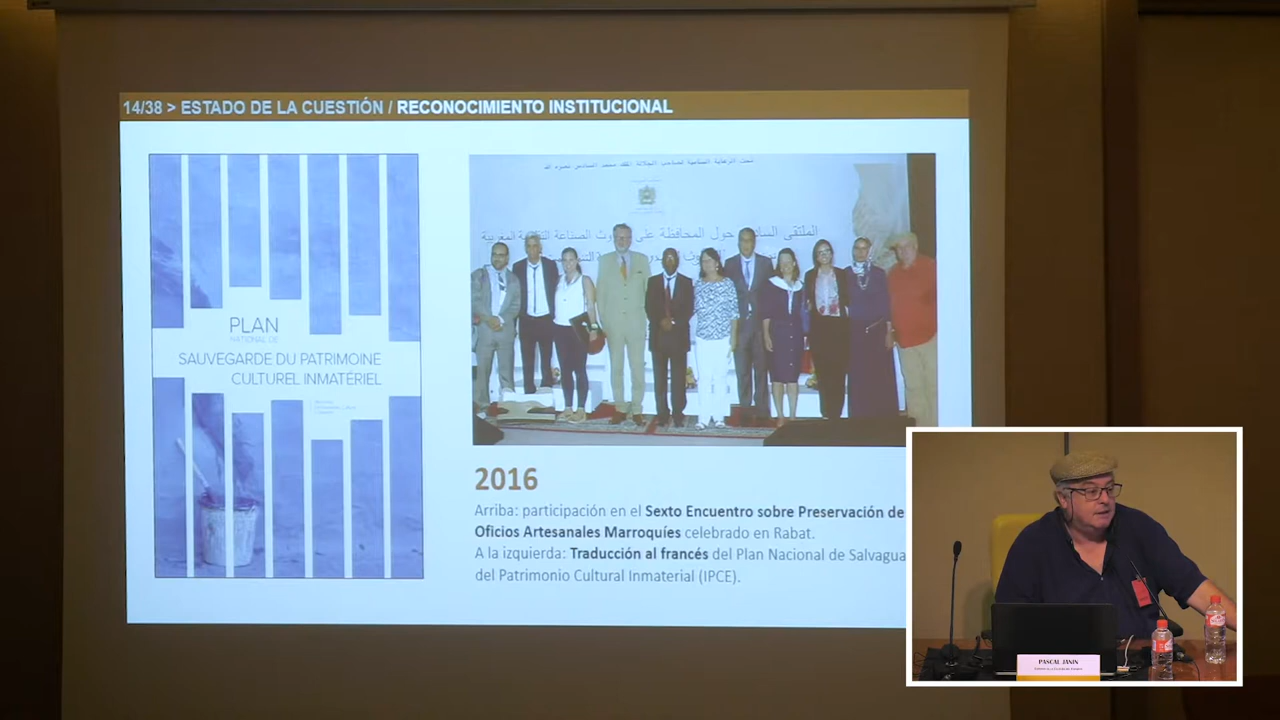 14/38 > ESTADO DE LA CUESTIÓN / RECONOCIMIENTO INSTITUCIONAL
PLAN
NATIONAL DE
SAUVEGARDE DU PATRIMOINE
CULTUREL INMATÉRIEL
2016
Arriba: participación en el Sexto Encuentro sobre Preservación de
Oficios Artesanales Marroquíes celebrado en Rabat.
A la izquierda: Traducción al francés del Plan Nacional de Salvagua
del Patrimonio Cultural Inmaterial (IPCE).
PASCAL JANIN